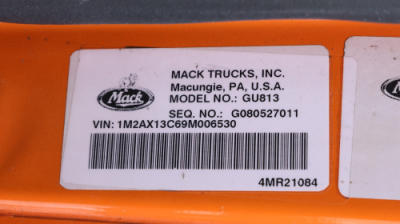 MACK TRUCKS, INC.
Macungie, PA, U.S.A.
Mack
MODEL NO.: GU813
SEQ. NO.: G080527011
VIN: 1M2AX13C69M006530
4MR21084